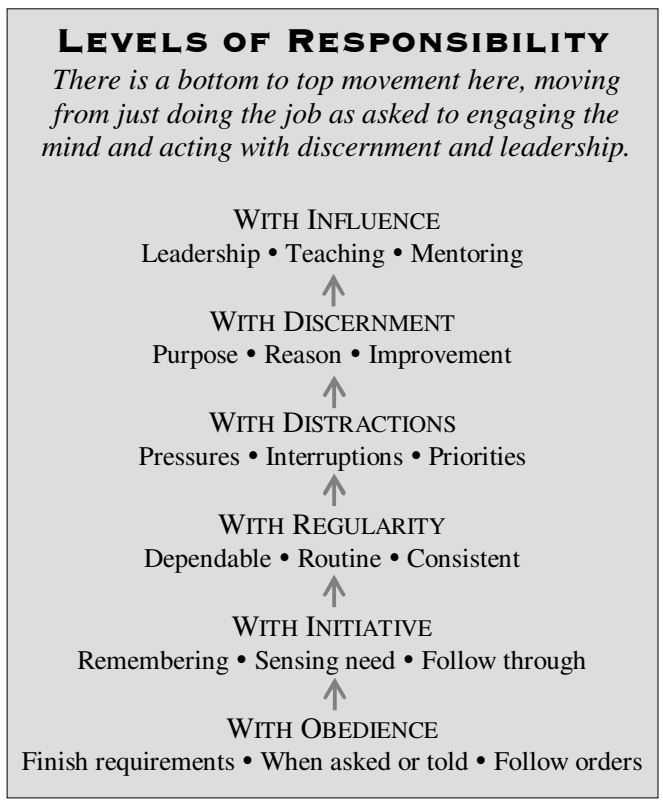 LEVELS OF RESPONSIBILITY
There is a bottom to top movement here, moving
from just doing the job as asked to engaging the
mind and acting with discernment and leadership.
WITH INFLUENCE
Leadership • Teaching • Mentoring
WITH DISCERNMENT
Purpose • Reason • Improvement
WITH DISTRACTIONS
Pressures • Interruptions • Priorities
WITH REGULARITY
Dependable • Routine • Consistent
WITH INITIATIVE
Remembering • Sensing need • Follow through
WITH OBEDIENCE
Finish requirements • When asked or told • Follow orders